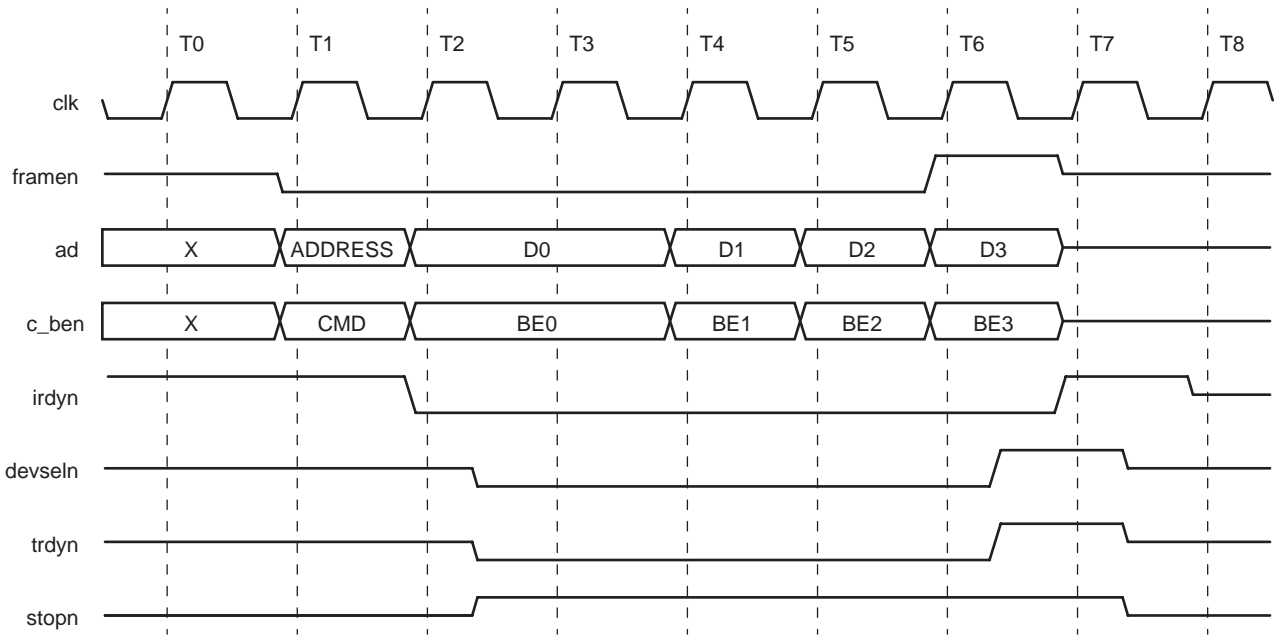 T0 T1 T2 T3 T4 T5 T6 T7 T8
clk
framen
ad X ADDRESS D0 D1 D2 D3
c_ben X CMD BE0 BE1 BE2 BE3
irdyn
devseln
trdyn
stopn